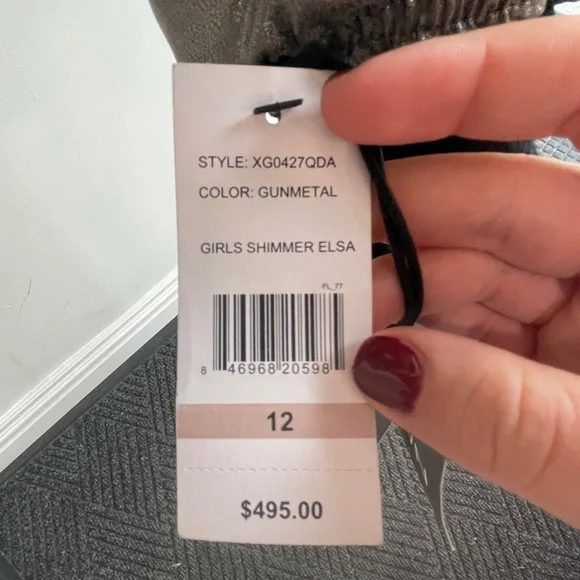 STYLE: XG0427QDA
COLOR: GUNMETAL
GIRLS SHIMMER ELSA
FL_77
8 46968 20598
12
$495.00